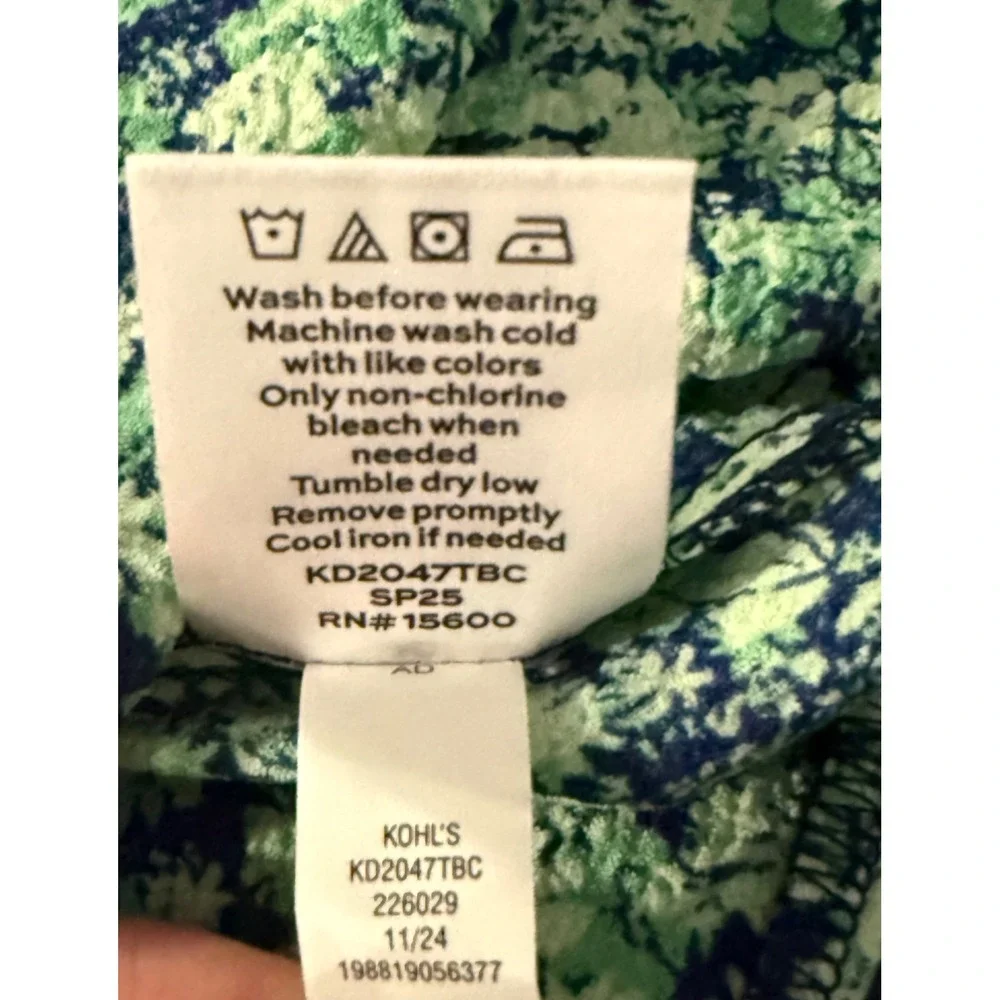 Wash before wearing
Machine wash cold
with like colors
Only non-chlorine
bleach when
needed
Tumble dry low
Remove promptly
Cool iron if needed
KD2047TBC
SP25
RN# 15600
AD
KOHL'S
KD2047TBC
226029
11/24
198819056377